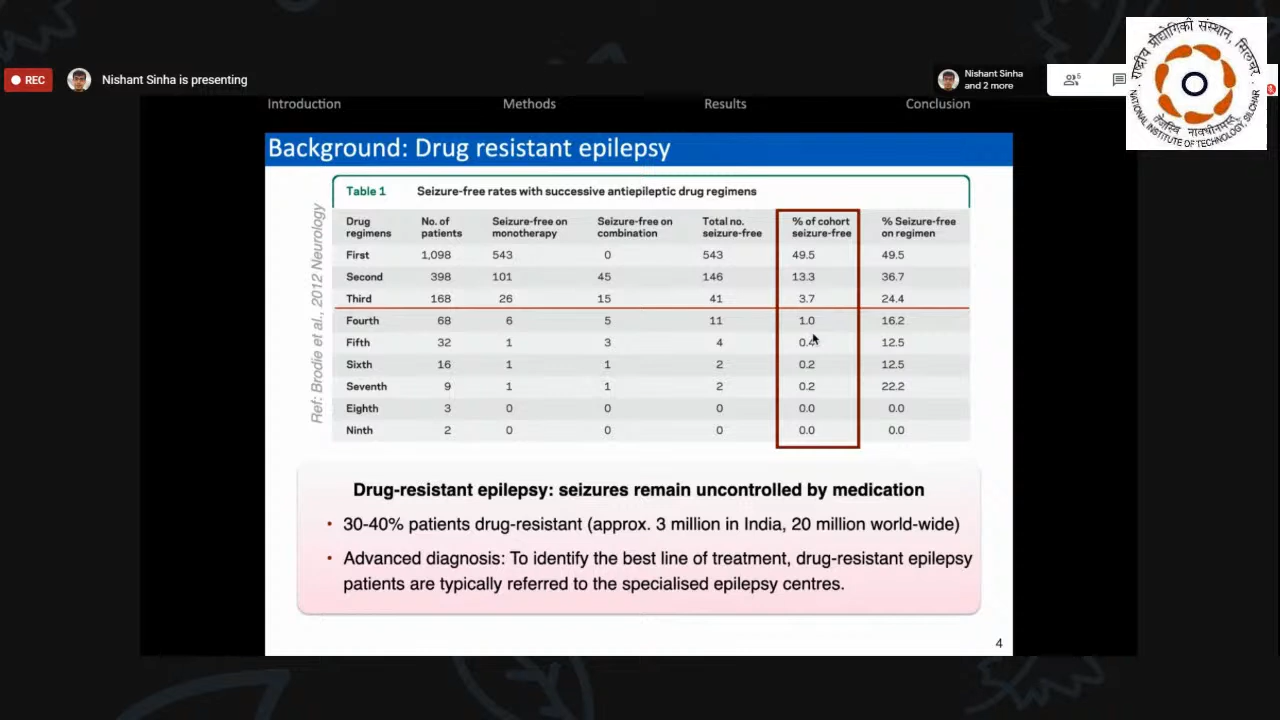 REC
Nishant Sinha is presenting
Nishant Sinha
and 2 more
6
राष्ट्रीय प्रौद्योगिकी संस्थान, सिलचर
NATIONAL INSTITUTE OF TECHNOLOGY, SILCHAR
Introduction Methods Results Conclusion
Background: Drug resistant epilepsy
Ref: Brodie et al., 2012 Neurology
Table 1 Seizure-free rates with successive antiepileptic drug regimens
Drug regimens No. of patients Seizure-free on monotherapy Seizure-free on combination Total no. seizure-free % of cohort seizure-free % Seizure-free on regimen
First 1,098 543 0 543 49.5 49.5
Second 398 101 45 146 13.3 36.7
Third 168 26 15 41 3.7 24.4
Fourth 68 6 5 11 1.0 16.2
Fifth 32 1 3 4 0.4 12.5
Sixth 16 1 1 2 0.2 12.5
Seventh 9 1 1 2 0.2 22.2
Eighth 3 0 0 0 0.0 0.0
Ninth 2 0 0 0 0.0 0.0
Drug-resistant epilepsy: seizures remain uncontrolled by medication
• 30-40% patients drug-resistant (approx. 3 million in India, 20 million world-wide)
• Advanced diagnosis: To identify the best line of treatment, drug-resistant epilepsy
patients are typically referred to the specialised epilepsy centres.
4